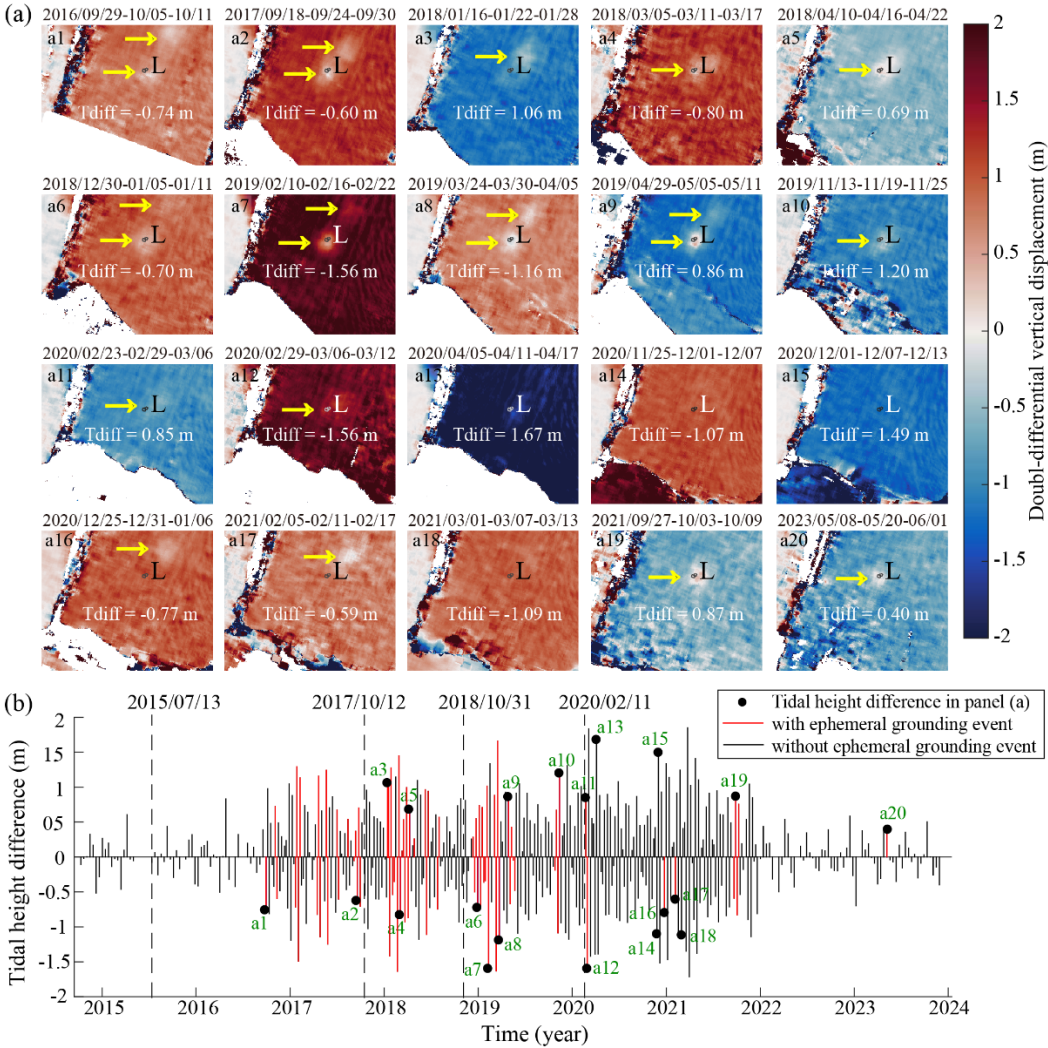 (a)
2016/09/29-10/05-10/11
2017/09/18-09/24-09/30
2018/01/16-01/22-01/28
2018/03/05-03/11-03/17
2018/04/10-04/16-04/22
a1
L
Tdiff = -0.74 m
a2
L
Tdiff = -0.60 m
a3
L
Tdiff = 1.06 m
a4
L
Tdiff = -0.80 m
a5
L
Tdiff = 0.69 m
2018/12/30-01/05-01/11
2019/02/10-02/16-02/22
2019/03/24-03/30-04/05
2019/04/29-05/05-05/11
2019/11/13-11/19-11/25
a6
L
Tdiff = -0.70 m
a7
L
Tdiff = -1.56 m
a8
L
Tdiff = -1.16 m
a9
L
Tdiff = 0.86 m
a10
L
Tdiff = 1.20 m
2020/02/23-02/29-03/06
2020/02/29-03/06-03/12
2020/04/05-04/11-04/17
2020/11/25-12/01-12/07
2020/12/01-12/07-12/13
a11
L
Tdiff = 0.85 m
a12
L
Tdiff = -1.56 m
a13
L
Tdiff = 1.67 m
a14
L
Tdiff = -1.07 m
a15
L
Tdiff = 1.49 m
2020/12/25-12/31-01/06
2021/02/05-02/11-02/17
2021/03/01-03/07-03/13
2021/09/27-10/03-10/09
2023/05/08-05/20-06/01
a16
L
Tdiff = -0.77 m
a17
L
Tdiff = -0.59 m
a18
L
Tdiff = -1.09 m
a19
L
Tdiff = 0.87 m
a20
L
Tdiff = 0.40 m
2
1.5
1
0.5
0
-0.5
-1
-1.5
-2
Doubl-differential vertical displacement (m)
(b)
2015/07/13
2017/10/12
2018/10/31
2020/02/11
Tidal height difference in panel (a)
with ephemeral grounding event
without ephemeral grounding event
Tidal height difference (m)
2
1.5
1
0.5
0
-0.5
-1
-1.5
-2
a1
a2
a3
a4
a5
a6
a7
a8
a9
a10
a11
a12
a13
a14
a15
a16
a17
a18
a19
a20
2015
2016
2017
2018
2019
2020
2021
2022
2023
2024
Time (year)